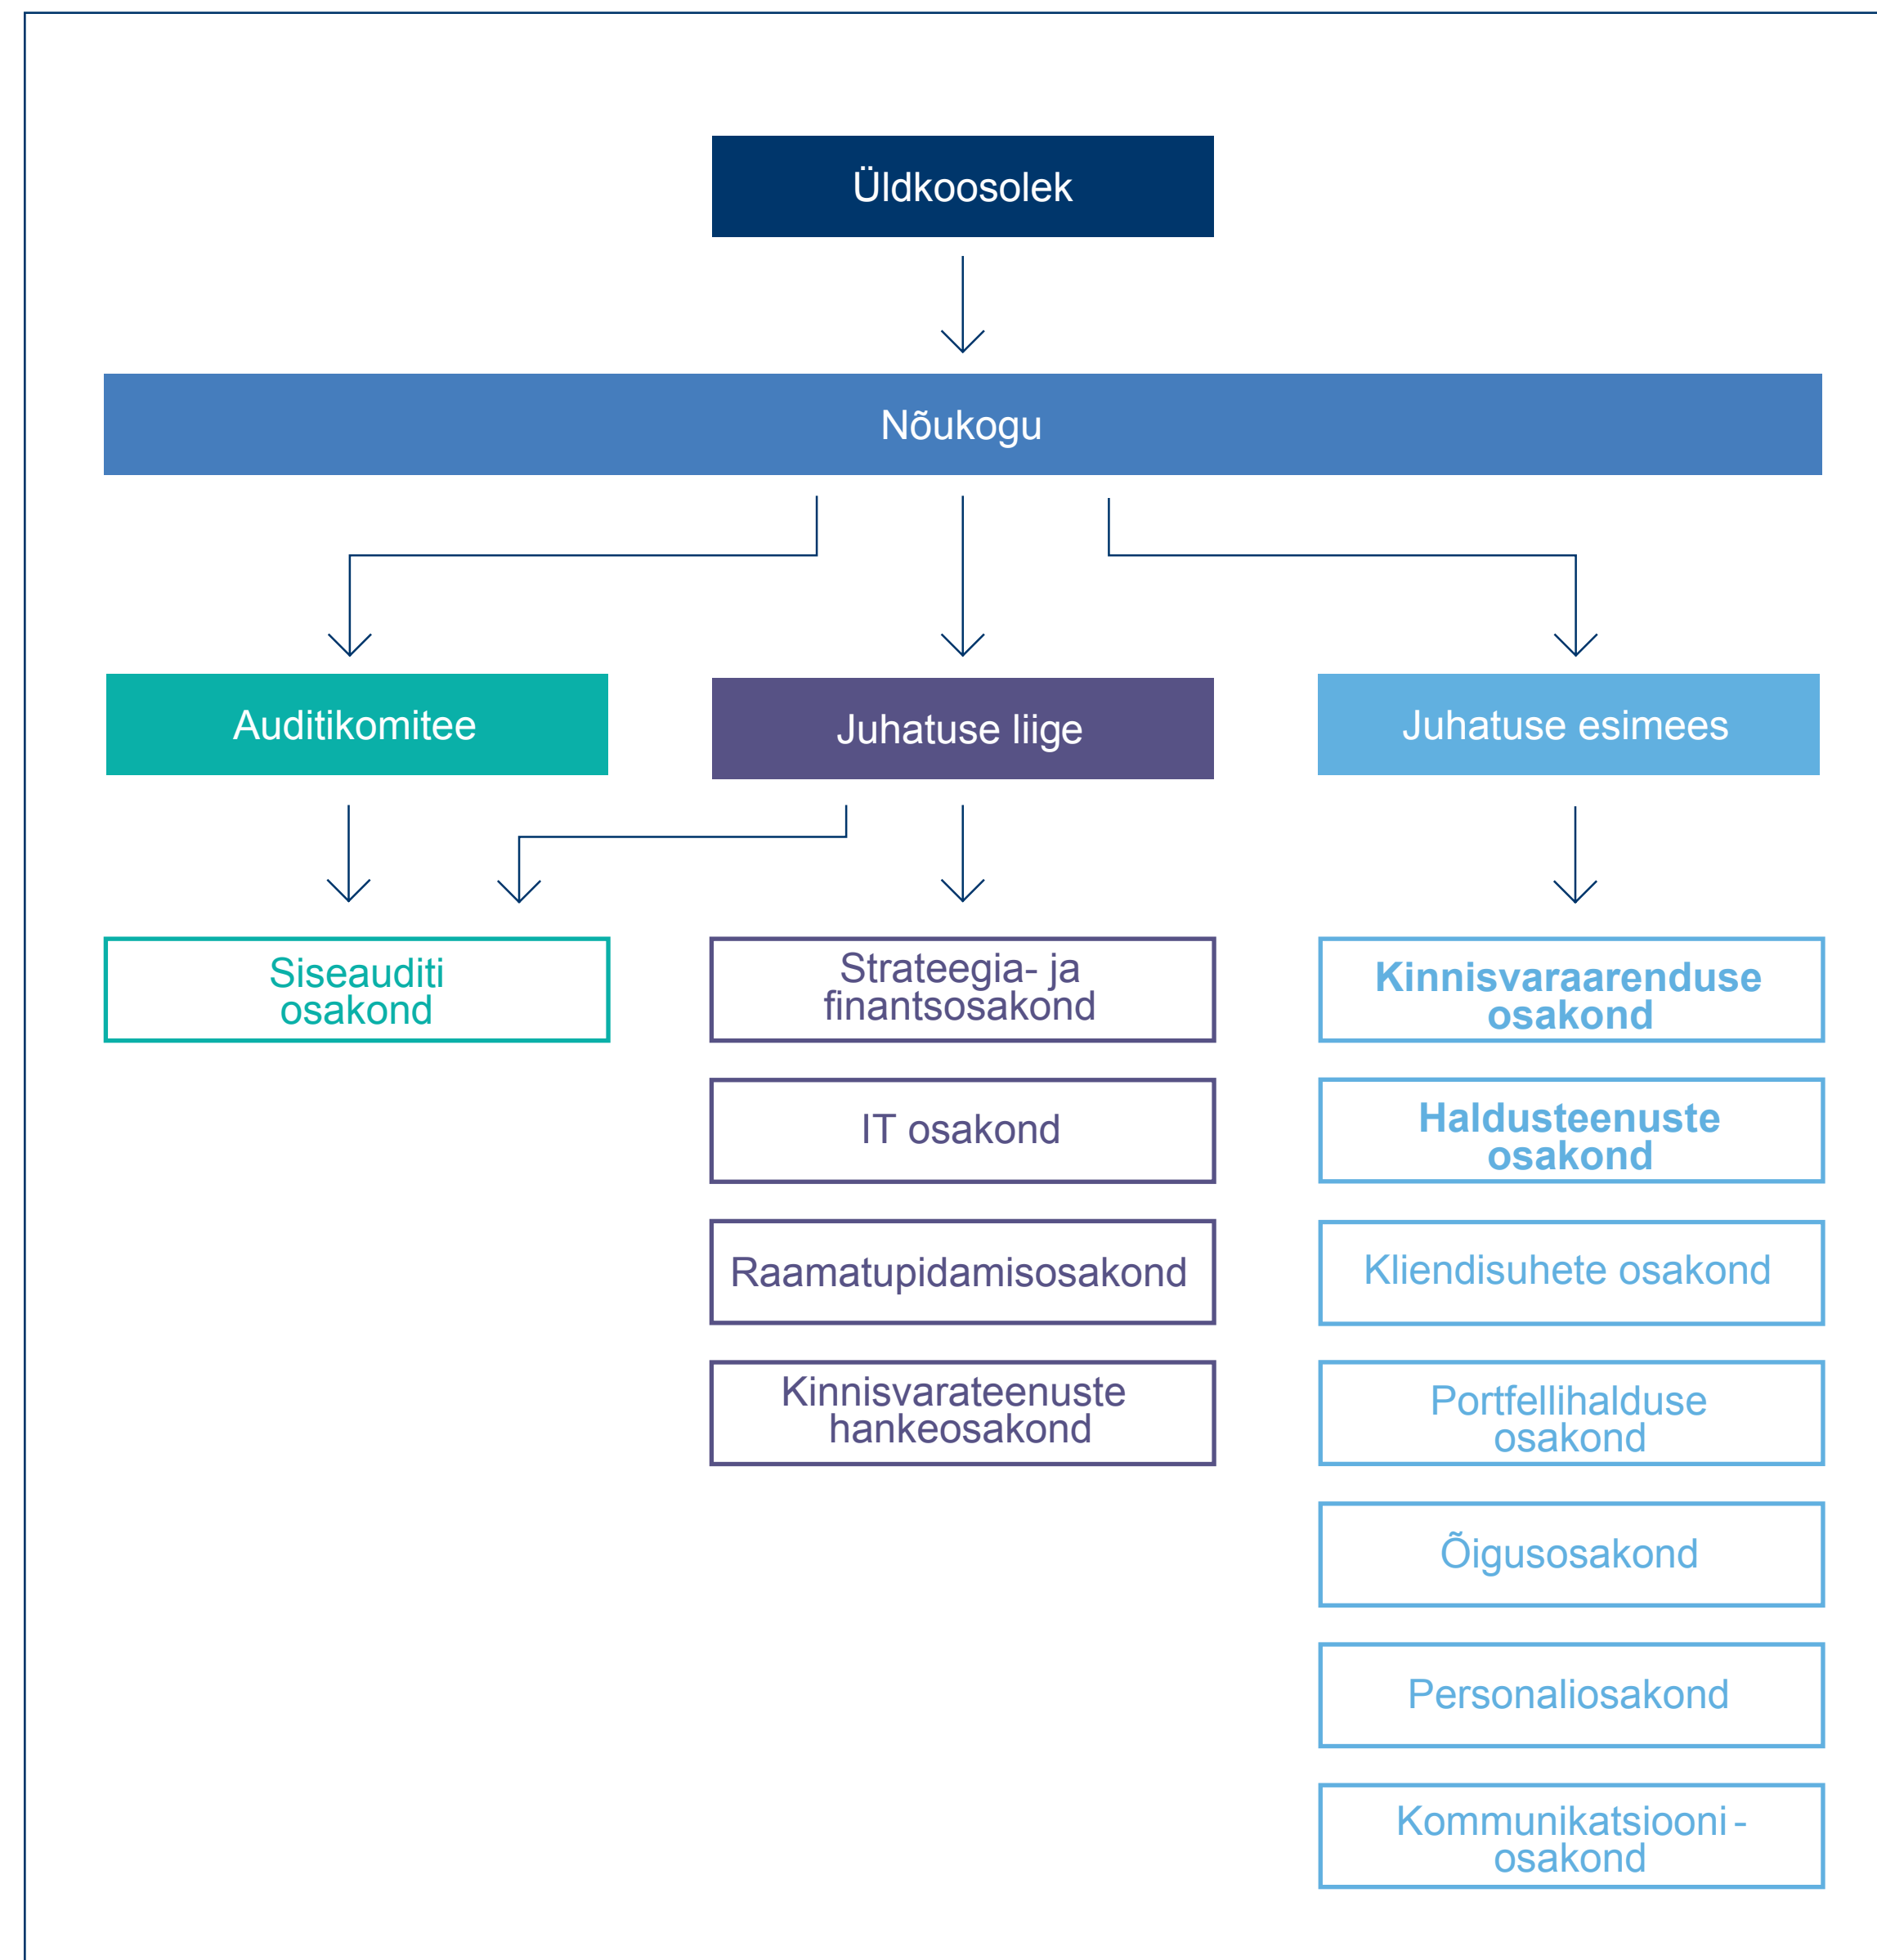 Üldkoosolek
Nõukogu
Auditikomitee
Juhatuse liige
Juhatuse esimees
Siseauditi
osakond
Strateegia- ja
finantsosakond
IT osakond
Raamatupidamisosakond
Kinnisvarateenuste
hankeosakond
Kinnisvaraarenduse
osakond
Haldusteenuste
osakond
Kliendisuhete osakond
Portfellihalduse
osakond
Õigusosakond
Personaliosakond
Kommunikatsiooni-
osakond